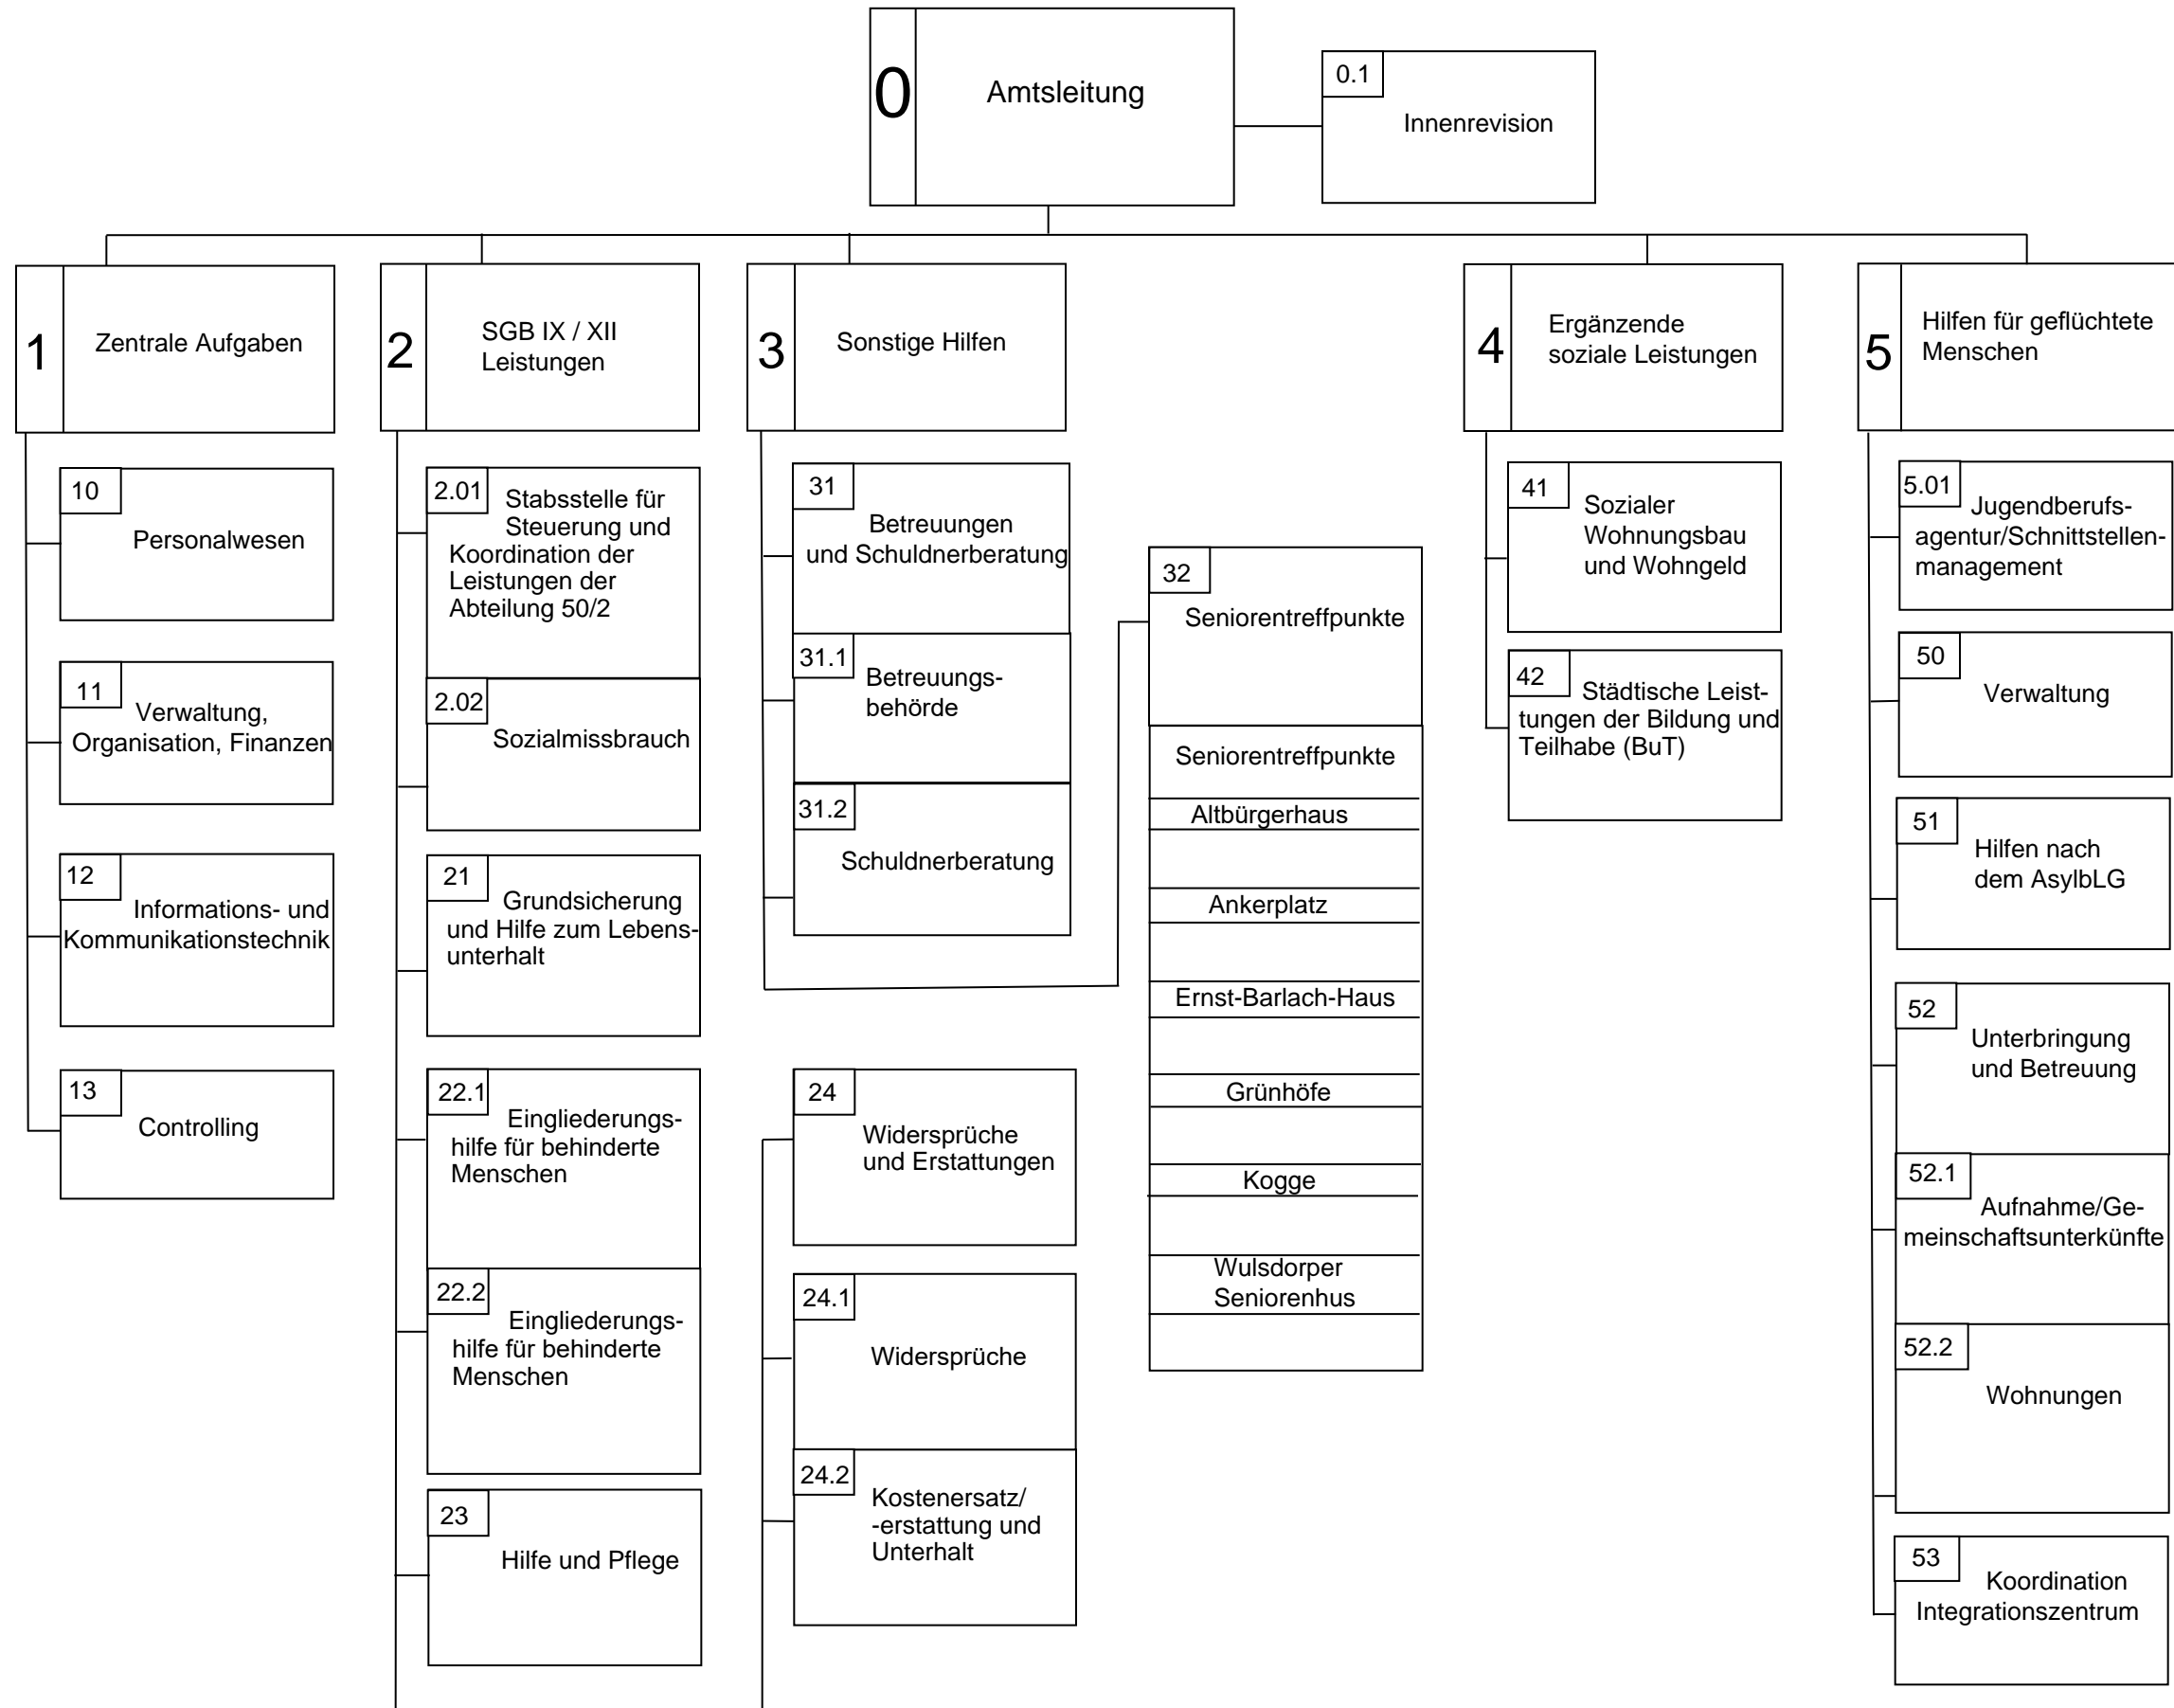 0
Amtsleitung
0.1
Innenrevision
1
Zentrale Aufgaben
2
SGB IX / XII
Leistungen
3
Sonstige Hilfen
4
Ergänzende
soziale Leistungen
5
Hilfen für geflüchtete
Menschen
10
Personalwesen
11
Verwaltung,
Organisation, Finanzen
12
Informations- und
Kommunikationstechnik
13
Controlling
2.01
Stabsstelle für
Steuerung und
Koordination der
Leistungen der
Abteilung 50/2
2.02
Sozialmissbrauch
21
Grundsicherung
und Hilfe zum Lebens-
unterhalt
22.1
Eingliederungs-
hilfe für behinderte
Menschen
22.2
Eingliederungs-
hilfe für behinderte
Menschen
23
Hilfe und Pflege
24
Widersprüche
und Erstattungen
24.1
Widersprüche
24.2
Kostenersatz/
-erstattung und
Unterhalt
31
Betreuungen
und Schuldnerberatung
31.1
Betreuungs-
behörde
31.2
Schuldnerberatung
32
Seniorentreffpunkte
Seniorentreffpunkte
Altbürgerhaus
Ankerplatz
Ernst-Barlach-Haus
Grünhöfe
Kogge
Wulsdorper
Seniorenhus
41
Sozialer
Wohnungsbau
und Wohngeld
42
Städtische Leist-
tungen der Bildung und
Teilhabe (BuT)
5.01
Jugendberufs-
agentur/Schnittstellen-
management
50
Verwaltung
51
Hilfen nach
dem AsylbLG
52
Unterbringung
und Betreuung
52.1
Aufnahme/Ge-
meinschaftsunterkünfte
52.2
Wohnungen
53
Koordination
Integrationszentrum